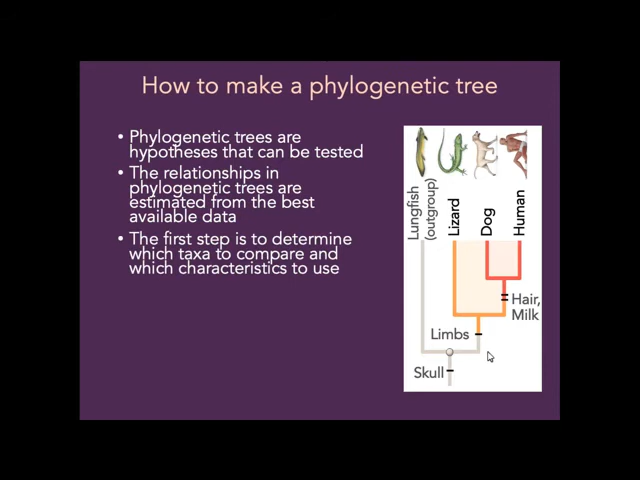 How to make a phylogenetic tree
• Phylogenetic trees are
hypotheses that can be tested
• The relationships in
phylogenetic trees are
estimated from the best
available data
• The first step is to determine
which taxa to compare and
which characteristics to use
Lungfish
(outgroup)
Lizard
Dog
Human
Hair,
Milk
Limbs
Skull